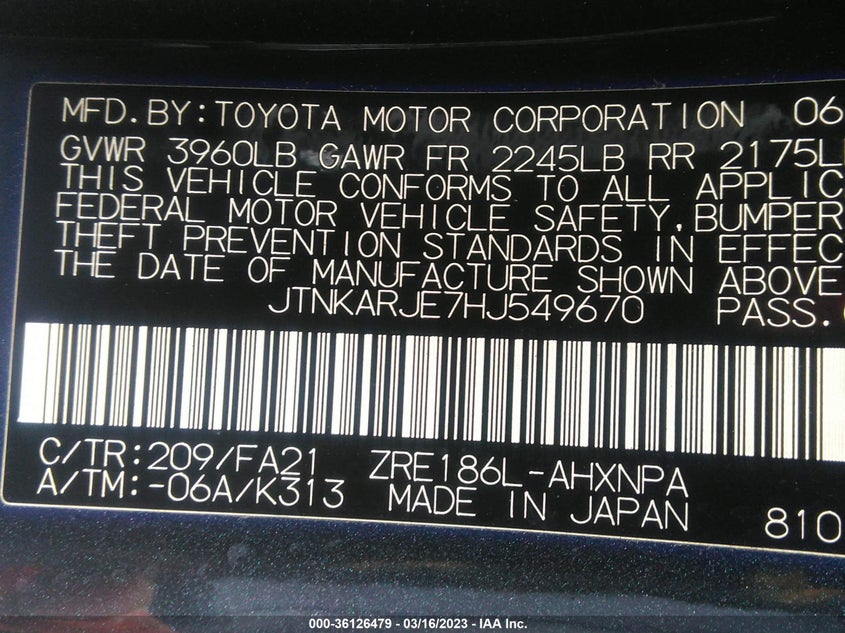 MFD. BY: TOYOTA MOTOR CORPORATION 06
GVWR 3960LB GAWR FR 2245LB RR 2175L
THIS VEHICLE CONFORMS TO ALL APPLIC
FEDERAL MOTOR VEHICLE SAFETY, BUMPER
THEFT PREVENTION STANDARDS IN EFFEC
THE DATE OF MANUFACTURE SHOWN ABOVE
JTNKARJE7HJ549670 PASS.
C/TR: 209/FA21 ZRE186L-AHXNPA
A/TM: -06A/K313 MADE IN JAPAN 810
000-36126479 - 03/16/2023 - IAA Inc.